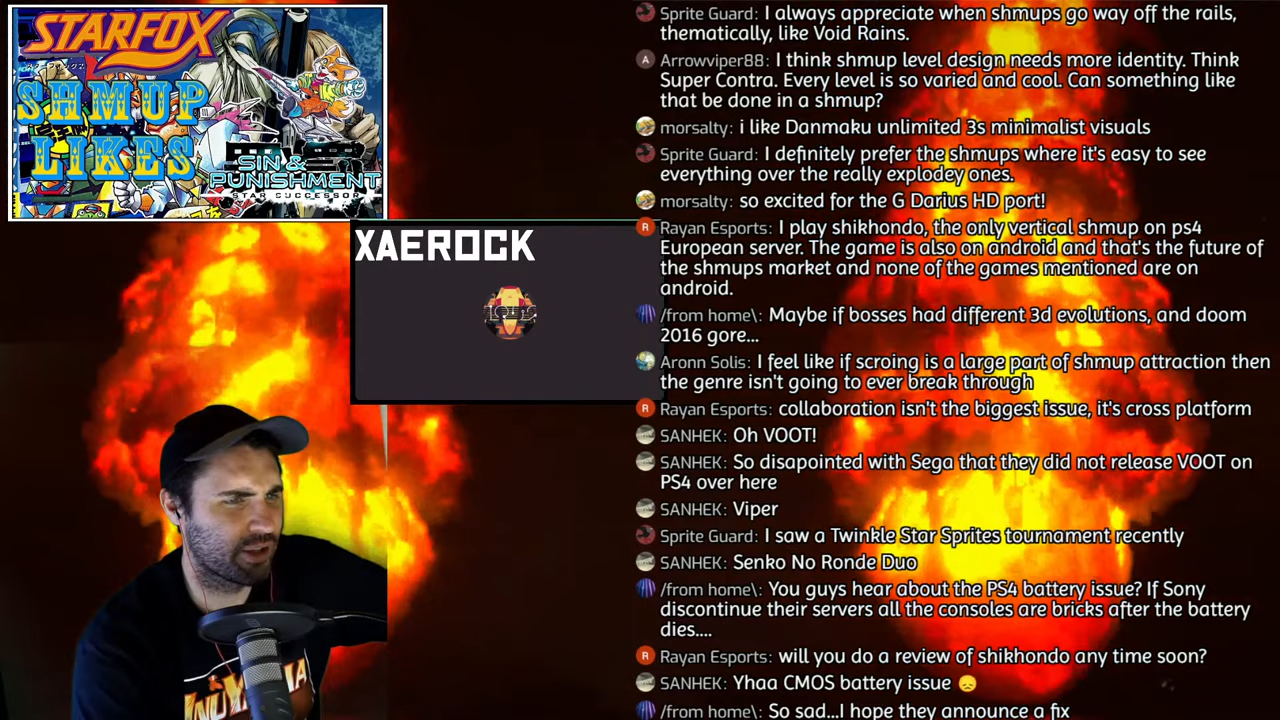 STARFOX
SHMUP
LIKES
SIN &
PUNISHMENT
STAR SUCCESSOR
XAEROCK
Sprite Guard: I always appreciate when shmups go way off the rails,
thematically, like Void Rains.
A Arrowviper88: I think shmup level design needs more identity. Think
Super Contra. Every level is so varied and cool. Can something like
that be done in a shmup?
morsalty: i like Danmaku unlimited 3s minimalist visuals
Sprite Guard: I definitely prefer the shmups where it's easy to see
everything over the really explodey ones.
morsalty: so excited for the G Darius HD port!
R Rayan Esports: I play shikhondo, the only vertical shmup on ps4
European server. The game is also on android and that's the future of
the shmups market and none of the games mentioned are on
android.
/from home\: Maybe if bosses had different 3d evolutions, and doom
2016 gore...
Aronn Solis: I feel like if scroing is a large part of shmup attraction then
the genre isn't going to ever break through
R Rayan Esports: collaboration isn't the biggest issue, it's cross platform
SANHEK: Oh VOOT!
SANHEK: So disapointed with Sega that they did not release VOOT on
PS4 over here
SANHEK: Viper
Sprite Guard: I saw a Twinkle Star Sprites tournament recently
SANHEK: Senko No Ronde Duo
/from home\: You guys hear about the PS4 battery issue? If Sony
discontinue their servers all the consoles are bricks after the battery
dies....
R Rayan Esports: will you do a review of shikhondo any time soon?
SANHEK: Yhaa CMOS battery issue 😞
/from home\: So sad...I hope they announce a fix